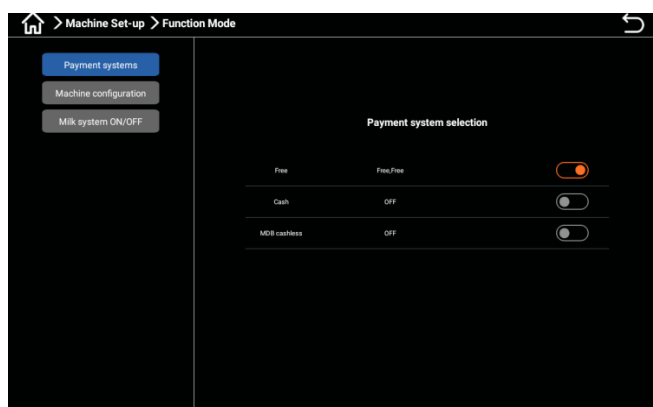 Machine Set-up Function Mode
Payment systems
Machine configuration
Milk system ON/OFF
Payment system selection
Free Free,Free
Cash OFF
MDB cashless OFF